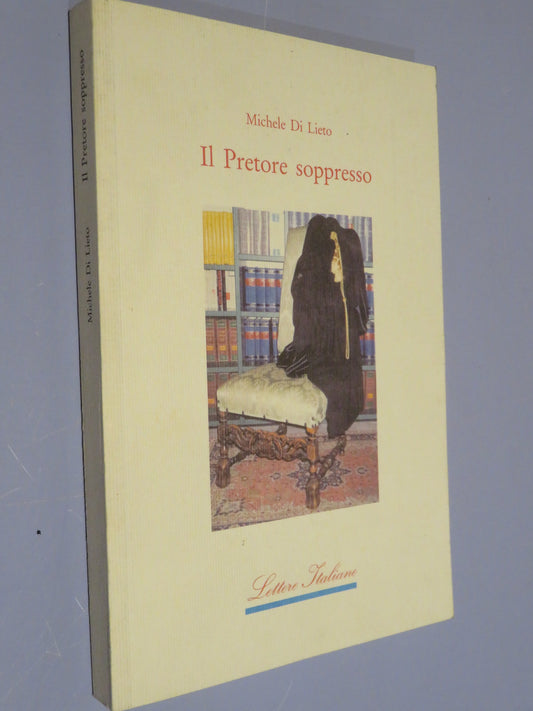 Michele Di Lieto
Il Pretore soppresso
Lettere Italiane
Michele Di Lieto Il Pretore soppresso